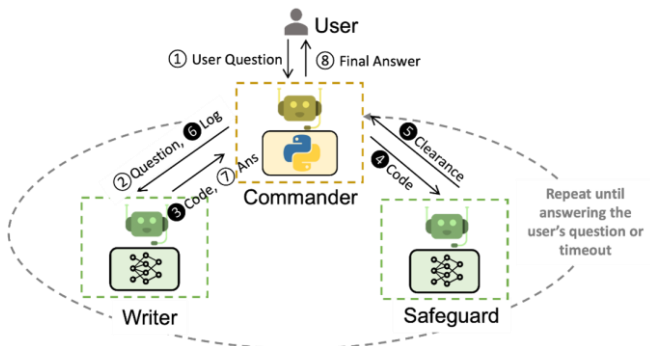 User
① User Question
⑧ Final Answer
② Question, ❻ Log
❸ Code, ⑦ Ans
Commander
❺ Clearance
❹ Code
Repeat until
answering the
user's question or
timeout
Writer
Safeguard